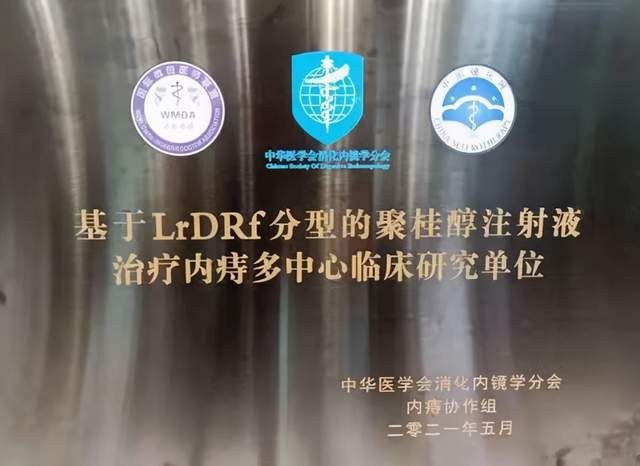 WMDA
中华医学会消化内镜学分会
Chinese Society Of Digestive Endoscopology
CHINA SCLEROTHERAPY
基于LrDRf分型的聚桂醇注射液
治疗内痔多中心临床研究单位
中华医学会消化内镜学分会
内痔协作组
二零二一年五月